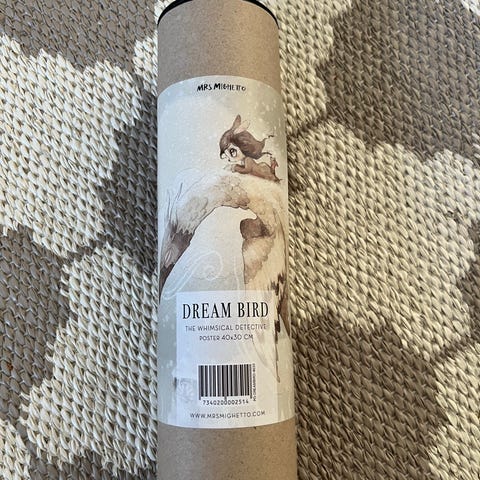 MRS MIGHETTO
DREAM BIRD
THE WHIMSICAL DETECTIVE
POSTER 40x30 CM
7340200002514
WWW.MRSMIGHETTO.COM